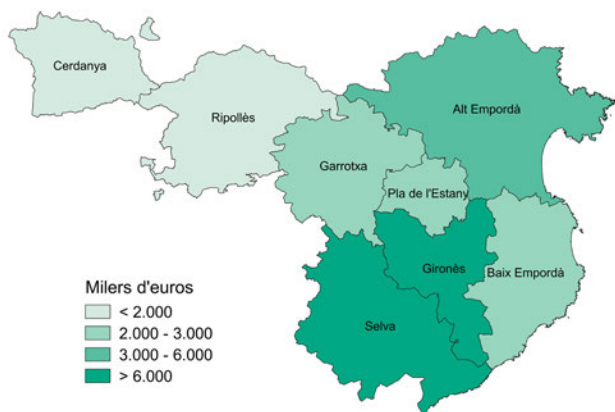 Cerdanya
Ripollès
Alt Empordà
Garrotxa
Pla de l'Estany
Gironès
Baix Empordà
Selva
Milers d'euros
< 2.000
2.000 - 3.000
3.000 - 6.000
> 6.000